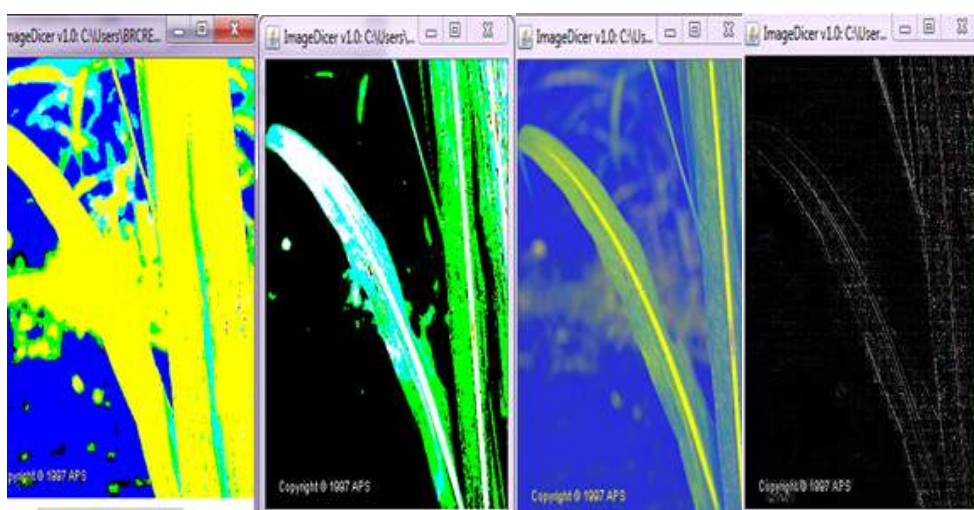 mageDicer v1.0: C:\Users\BRCRE...
ImageDicer v1.0: C:\Users\...
ImageDicer v1.0: C:\Us...
ImageDicer v1.0: C:\User...
pyright © 1997 APS
Copyright © 1997 APS
Copyright © 1997 APS
Copyright © 1997 APS